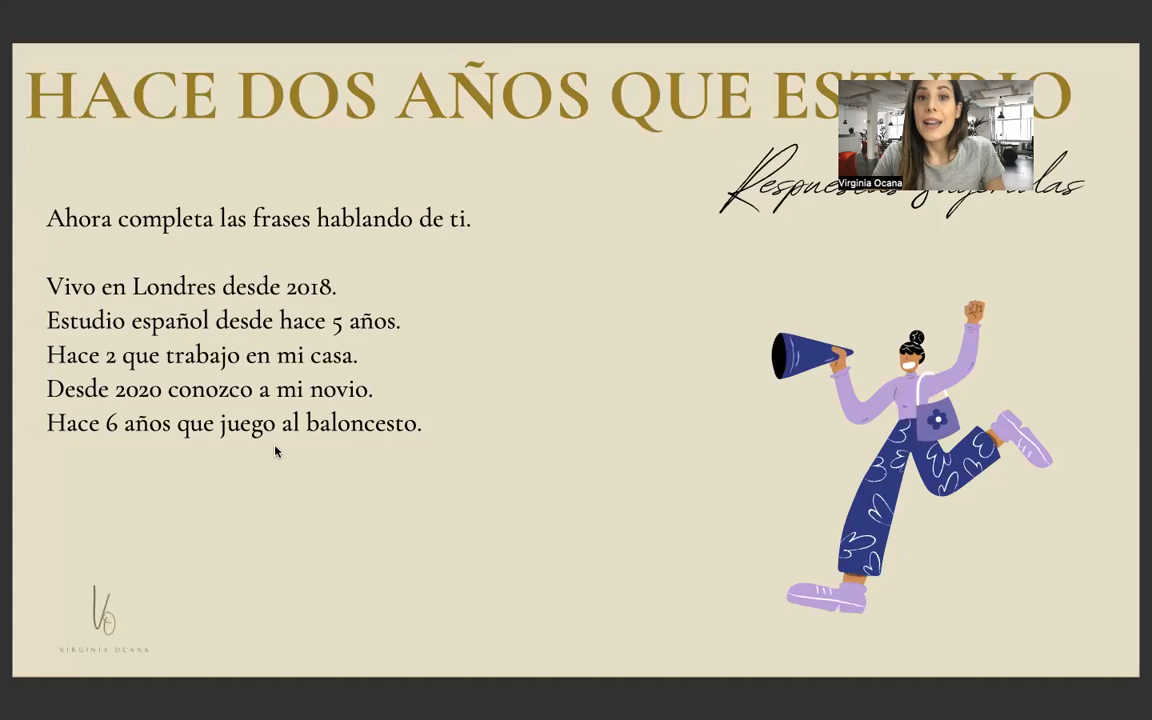 HACE DOS AÑOS QUE
Virginia Ocana
Ahora completa las frases hablando de ti.
Vivo en Londres desde 2018.
Estudio español desde hace 5 años.
Hace 2 que trabajo en mi casa.
Desde 2020 conozco a mi novio.
Hace 6 años que juego al baloncesto.
VIRGINIA OCANA